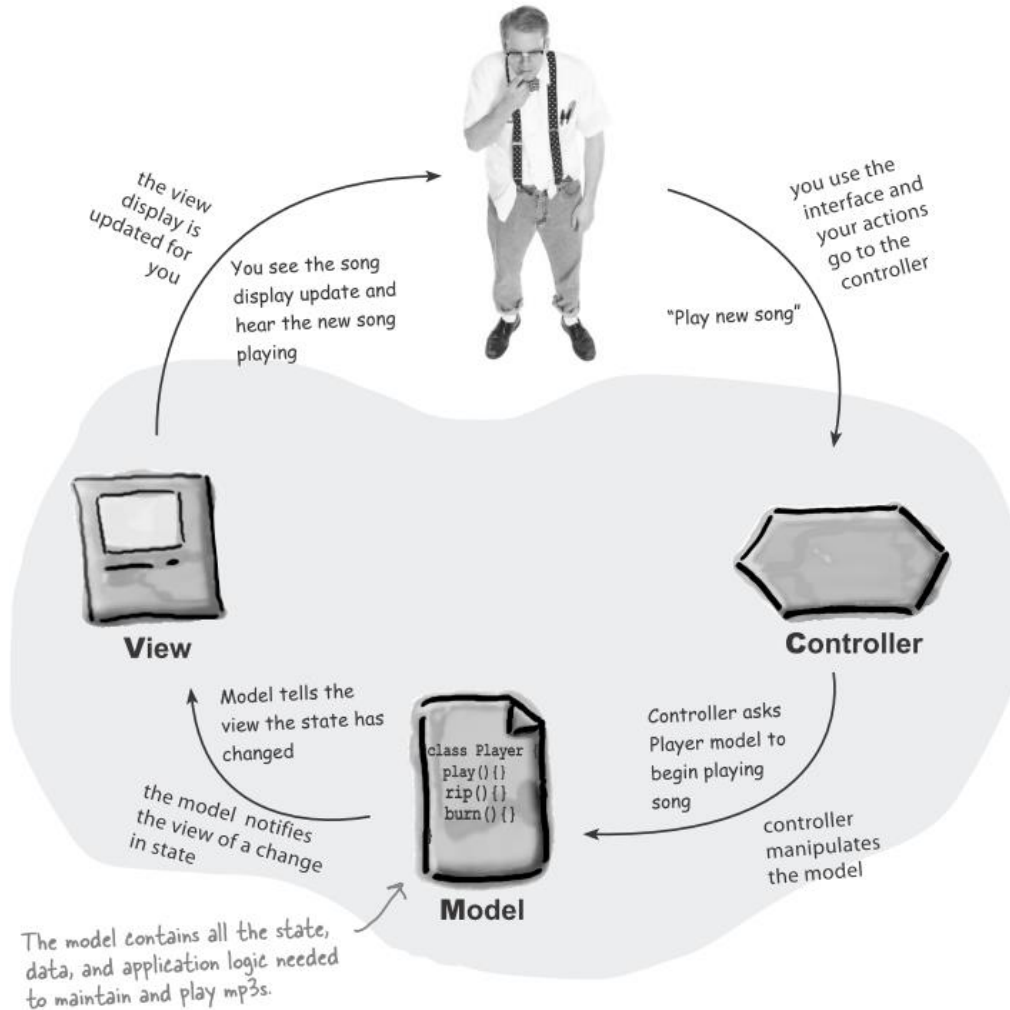 the view
display is
updated for
you
You see the song
display update and
hear the new song
playing
you use the
interface and
your actions
go to the
controller
"Play new song"
View
Controller
Model tells the
view the state has
changed
the model notifies
the view of a change
in state
class Player {
play(){}
rip(){}
burn(){}
}
Model
Controller asks
Player model to
begin playing
song
controller
manipulates
the model
The model contains all the state,
data, and application logic needed
to maintain and play mp3s.